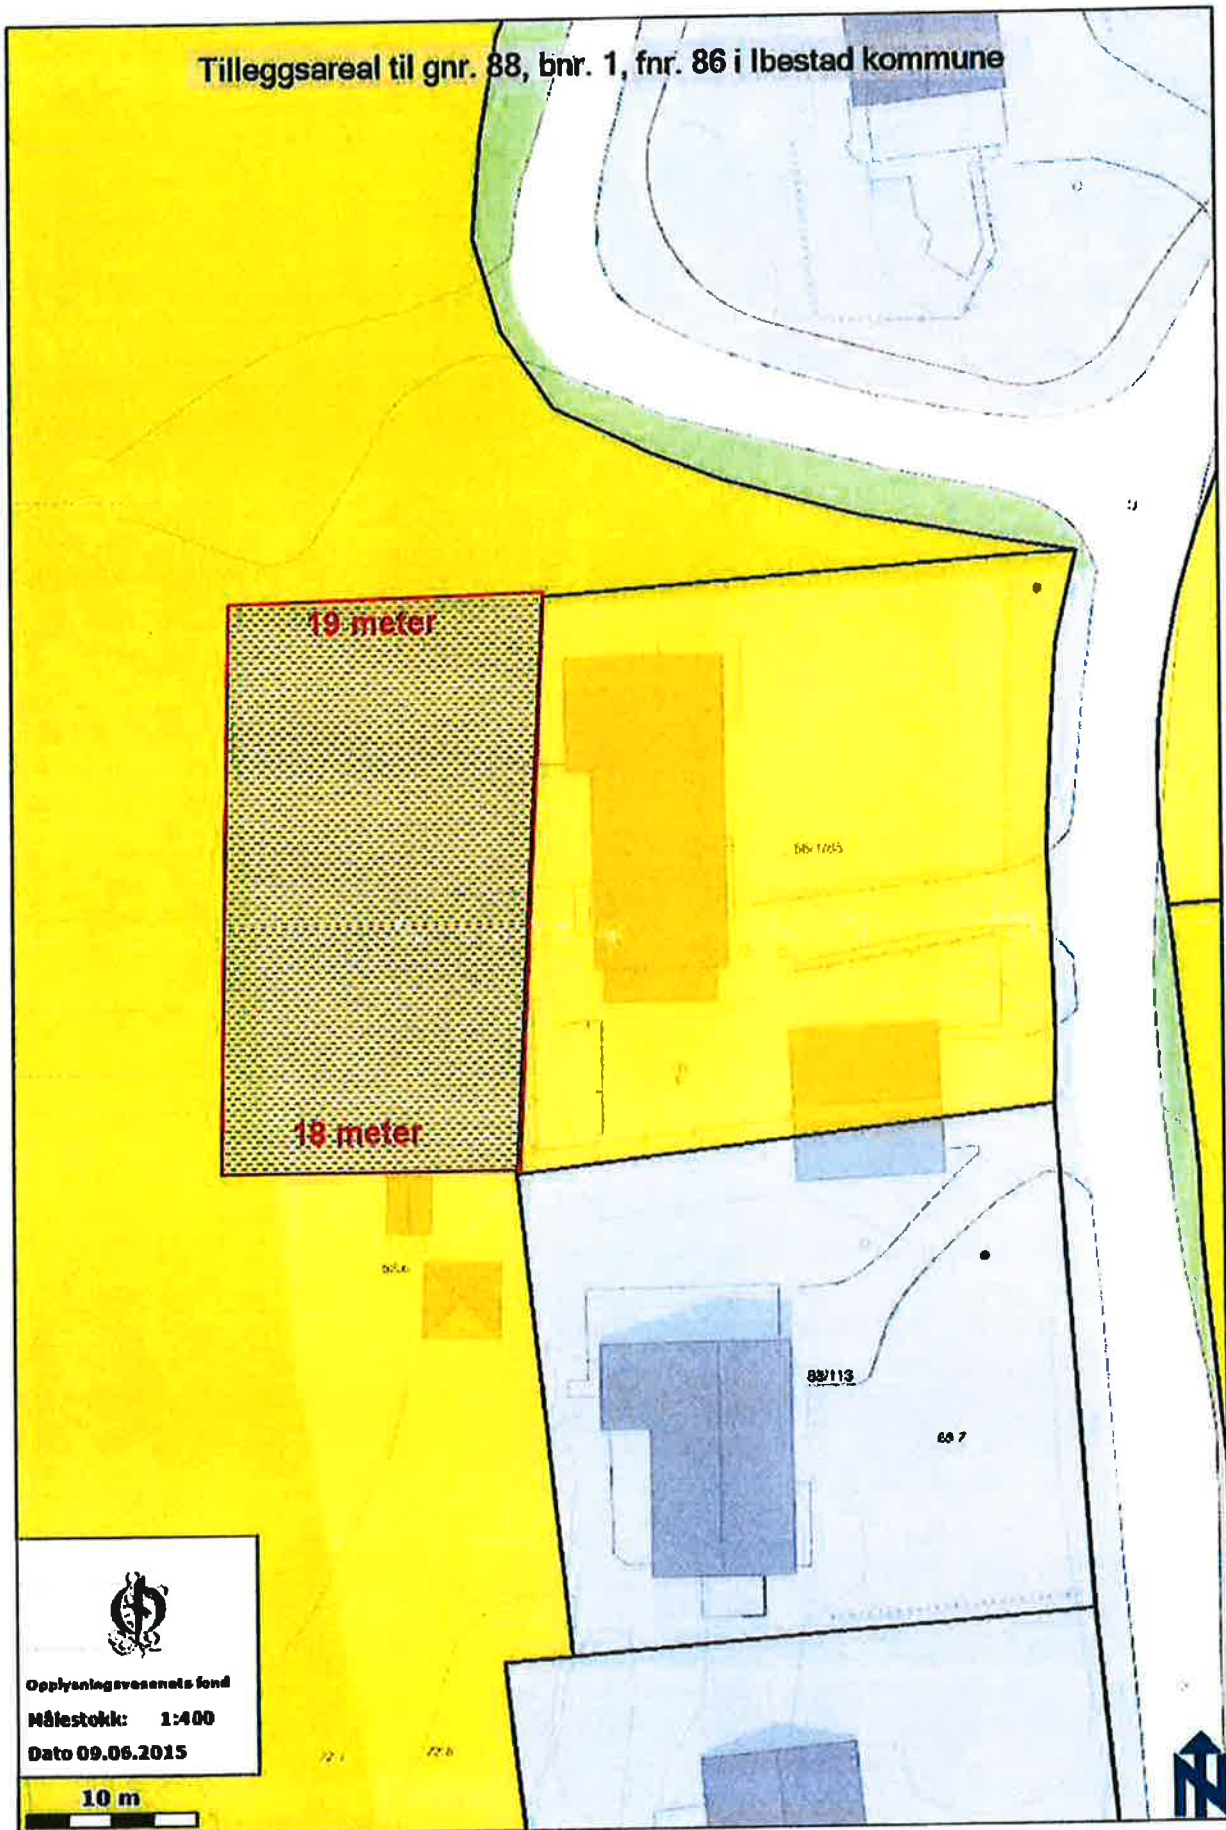 Tilleggsareal til gnr. 88, bnr. 1, fnr. 86 i Ibestad kommune
19 meter
18 meter
88/113
Opplysningsvesenets fond
Målestokk: 1:400
Dato 09.06.2015
10 m
N